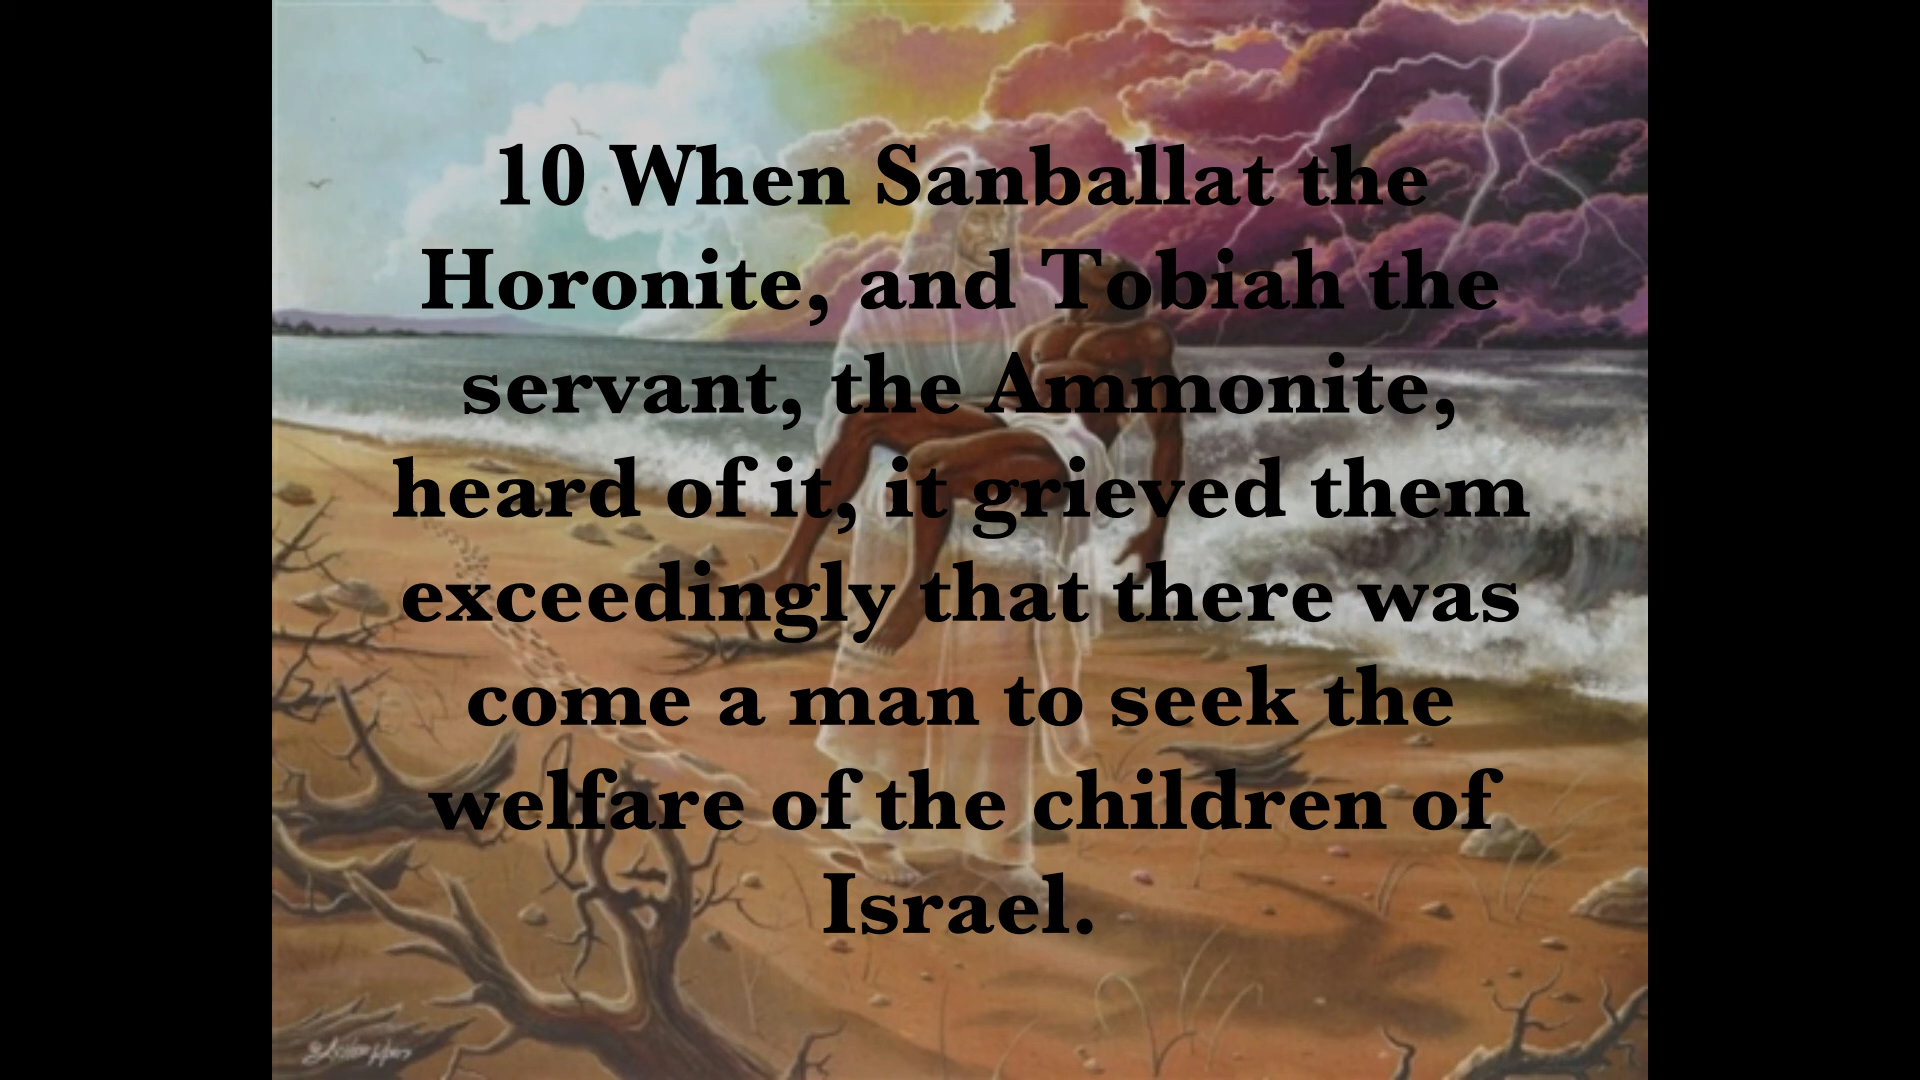 10 When Sanballat the
Horonite, and Tobiah the
servant, the Ammonite,
heard of it, it grieved them
exceedingly that there was
come a man to seek the
welfare of the children of
Israel.